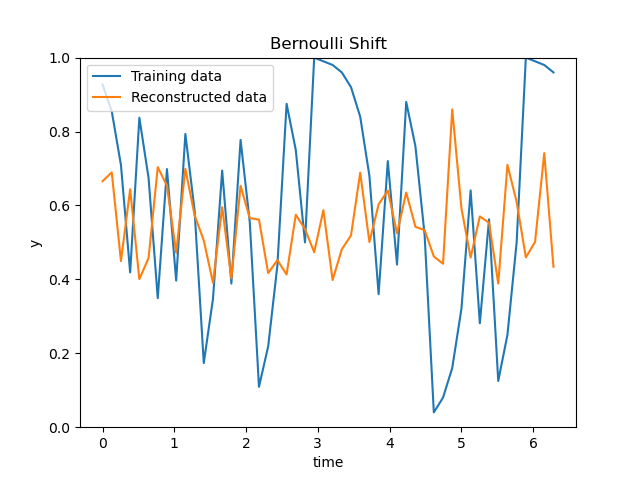 Bernoulli Shift
Training data
Reconstructed data
1.0
0.8
0.6
0.4
0.2
0.0
y
0 1 2 3 4 5 6
time